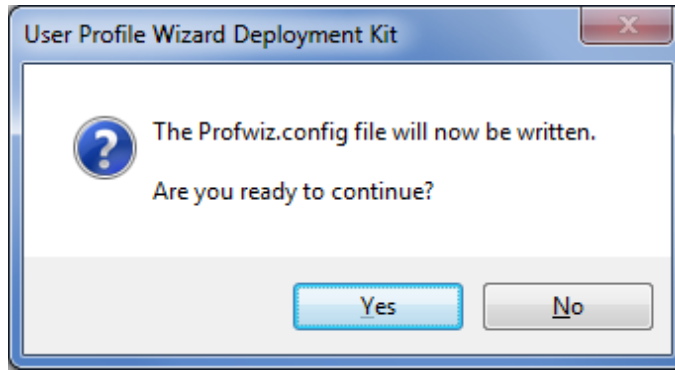 User Profile Wizard Deployment Kit
The Profwiz.config file will now be written.
Are you ready to continue?
Yes
No